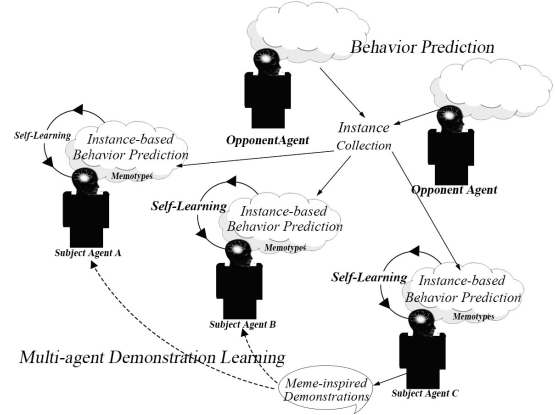 Behavior Prediction
OpponentAgent
Instance
Collection
Opponent Agent
Self-Learning
Instance-based
Behavior Prediction
Memotypes
Subject Agent A
Self-Learning
Instance-based
Behavior Prediction
Memotypes
Subject Agent B
Self-Learning
Instance-based
Behavior Prediction
Memotypes
Subject Agent C
Multi-agent Demonstration Learning
Meme-inspired
Demonstrations